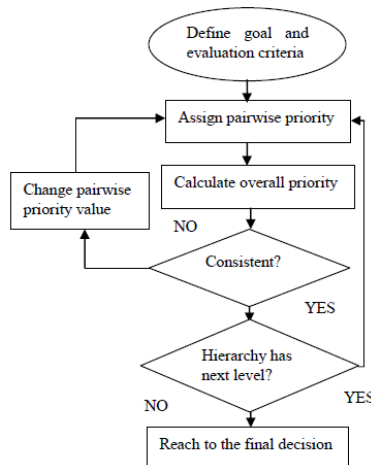 Define goal and
evaluation criteria
Assign pairwise priority
Change pairwise
priority value
Calculate overall priority
NO
Consistent?
YES
Hierarchy has
next level?
NO
YES
Reach to the final decision